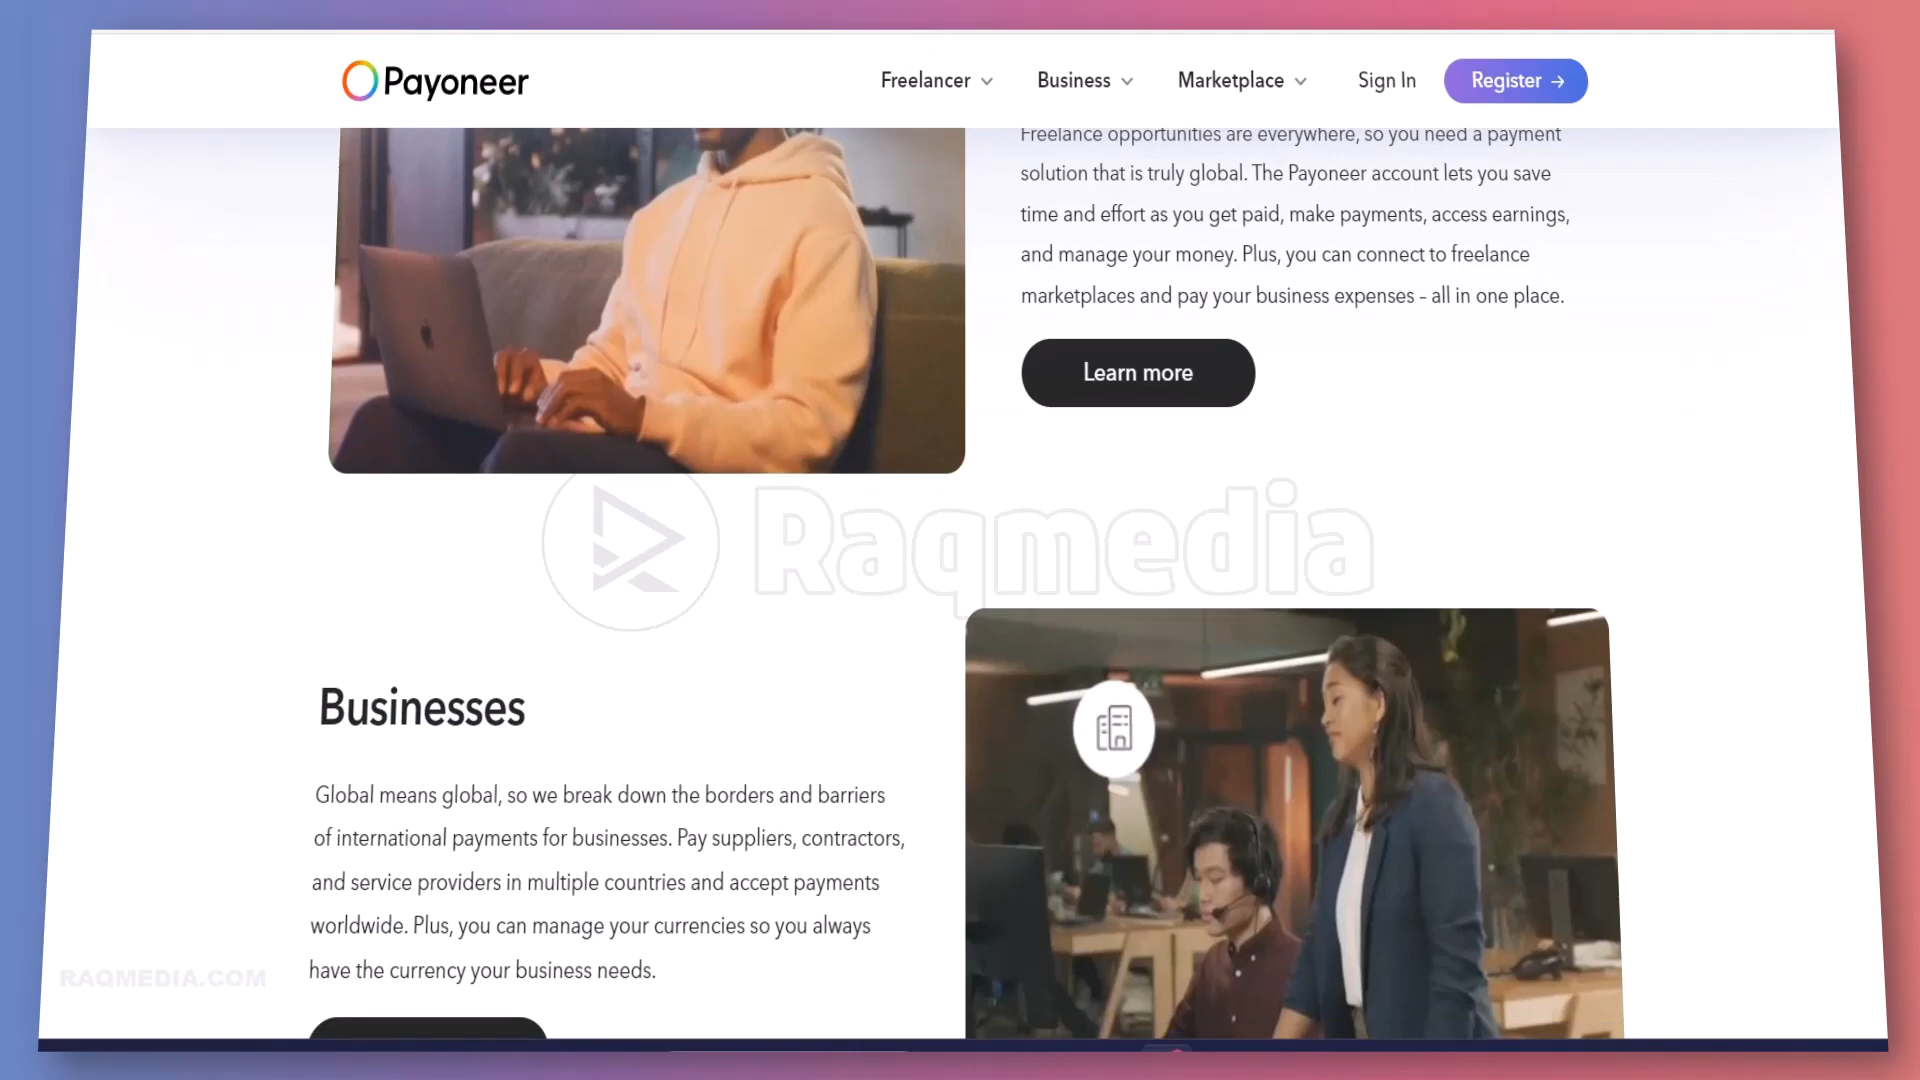 Payoneer
Freelancer
Business
Marketplace
Sign In
Register →
Freelance opportunities are everywhere, so you need a payment
solution that is truly global. The Payoneer account lets you save
time and effort as you get paid, make payments, access earnings,
and manage your money. Plus, you can connect to freelance
marketplaces and pay your business expenses - all in one place.
Learn more
Raqmedia
Businesses
Global means global, so we break down the borders and barriers
of international payments for businesses. Pay suppliers, contractors,
and service providers in multiple countries and accept payments
worldwide. Plus, you can manage your currencies so you always
have the currency your business needs.
RAQMEDIA.COM